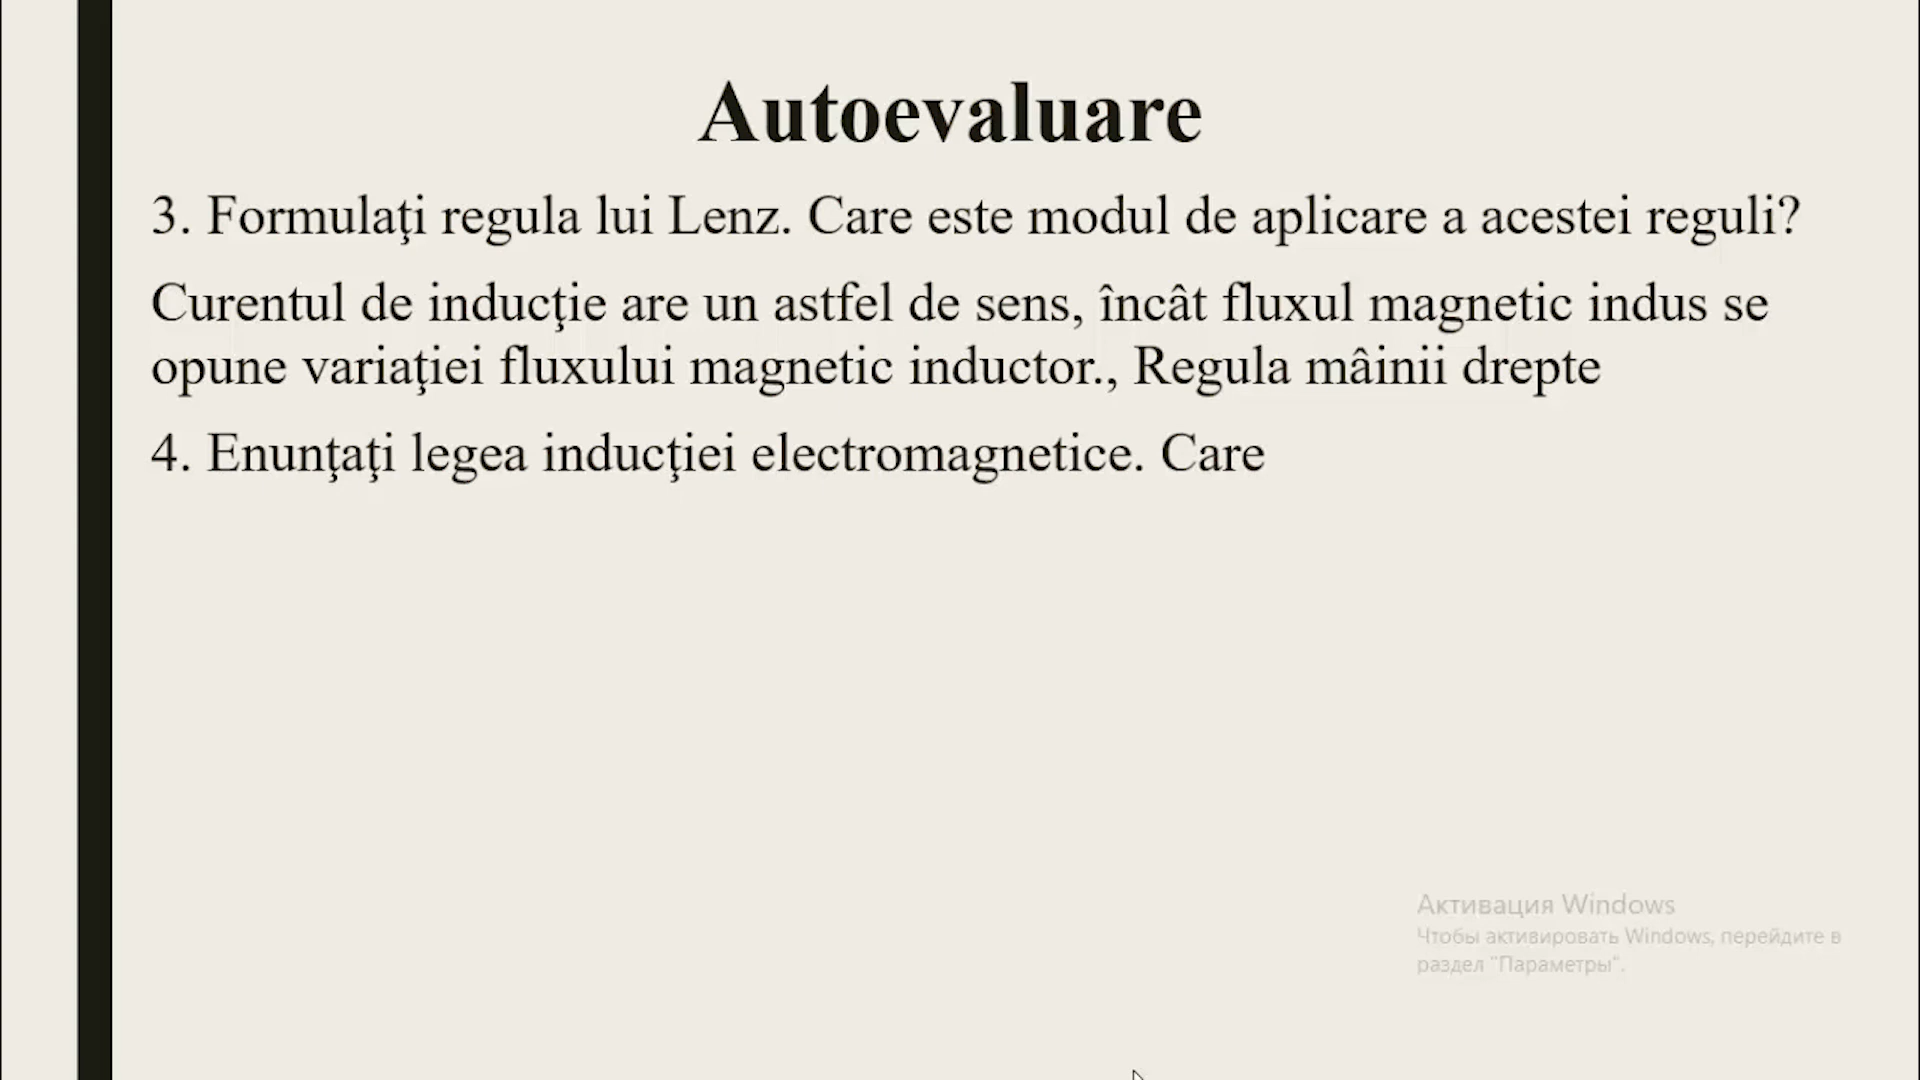 Autoevaluare
3. Formulaţi regula lui Lenz. Care este modul de aplicare a acestei reguli?
Curentul de inducţie are un astfel de sens, încât fluxul magnetic indus se
opune variaţiei fluxului magnetic inductor., Regula mâinii drepte
4. Enunţaţi legea inducţiei electromagnetice. Care
Активация Windows
Чтобы активировать Windows, перейдите в
раздел "Параметры".